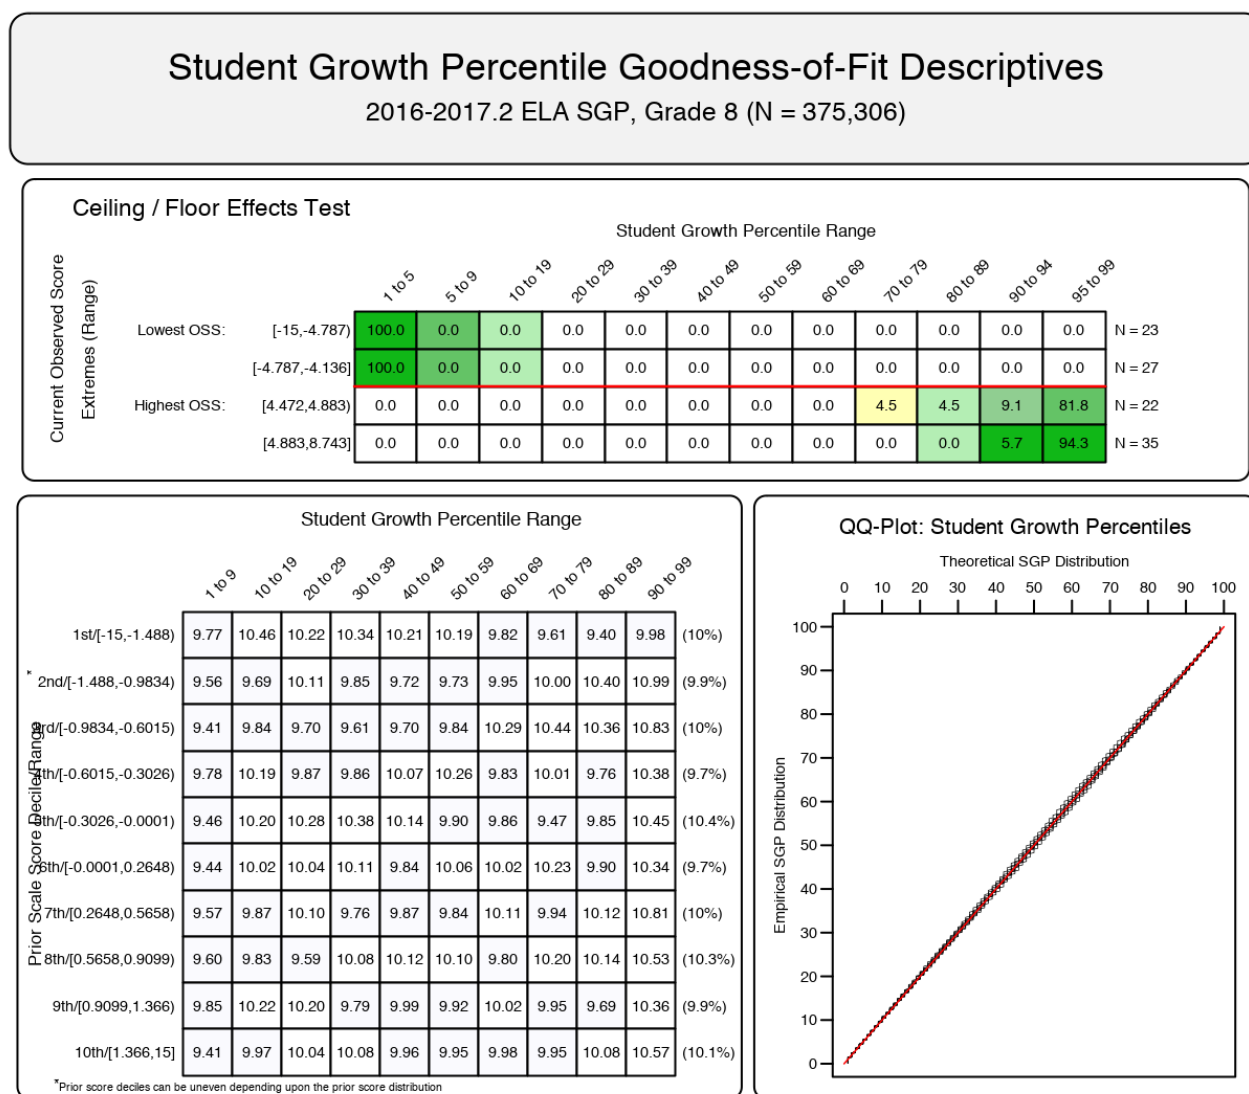 Student Growth Percentile Goodness-of-Fit Descriptives
2016-2017.2 ELA SGP, Grade 8 (N = 375,306)
Ceiling / Floor Effects Test
Student Growth Percentile Range
Current Observed Score
Extremes (Range)
1 to 5 5 to 9 10 to 19 20 to 29 30 to 39 40 to 49 50 to 59 60 to 69 70 to 79 80 to 89 90 to 94 95 to 99
Lowest OSS: [-15,-4.787) 100.0 0.0 0.0 0.0 0.0 0.0 0.0 0.0 0.0 0.0 0.0 0.0 N = 23
[-4.787,-4.136] 100.0 0.0 0.0 0.0 0.0 0.0 0.0 0.0 0.0 0.0 0.0 0.0 N = 27
Highest OSS: [4.472,4.883) 0.0 0.0 0.0 0.0 0.0 0.0 0.0 0.0 4.5 4.5 9.1 81.8 N = 22
[4.883,8.743] 0.0 0.0 0.0 0.0 0.0 0.0 0.0 0.0 0.0 0.0 5.7 94.3 N = 35
Student Growth Percentile Range
1 to 9 10 to 19 20 to 29 30 to 39 40 to 49 50 to 59 60 to 69 70 to 79 80 to 89 90 to 99
* Prior Scale Score Decile/Range
1st/[-15,-1.488) 9.77 10.46 10.22 10.34 10.21 10.19 9.82 9.61 9.40 9.98 (10%)
2nd/[-1.488,-0.9834) 9.56 9.69 10.11 9.85 9.72 9.73 9.95 10.00 10.40 10.99 (9.9%)
3rd/[-0.9834,-0.6015) 9.41 9.84 9.70 9.61 9.70 9.84 10.29 10.44 10.36 10.83 (10%)
4th/[-0.6015,-0.3026) 9.78 10.19 9.87 9.86 10.07 10.26 9.83 10.01 9.76 10.38 (9.7%)
5th/[-0.3026,-0.0001) 9.46 10.20 10.28 10.38 10.14 9.90 9.86 9.47 9.85 10.45 (10.4%)
6th/[-0.0001,0.2648) 9.44 10.02 10.04 10.11 9.84 10.06 10.02 10.23 9.90 10.34 (9.7%)
7th/[0.2648,0.5658) 9.57 9.87 10.10 9.76 9.87 9.84 10.11 9.94 10.12 10.81 (10%)
8th/[0.5658,0.9099) 9.60 9.83 9.59 10.08 10.12 10.10 9.80 10.20 10.14 10.53 (10.3%)
9th/[0.9099,1.366) 9.85 10.22 10.20 9.79 9.99 9.92 10.02 9.95 9.69 10.36 (9.9%)
10th/[1.366,15] 9.41 9.97 10.04 10.08 9.96 9.95 9.98 9.95 10.08 10.57 (10.1%)
*Prior score deciles can be uneven depending upon the prior score distribution
QQ-Plot: Student Growth Percentiles
Theoretical SGP Distribution
0 10 20 30 40 50 60 70 80 90 100
Empirical SGP Distribution
100
90
80
70
60
50
40
30
20
10
0